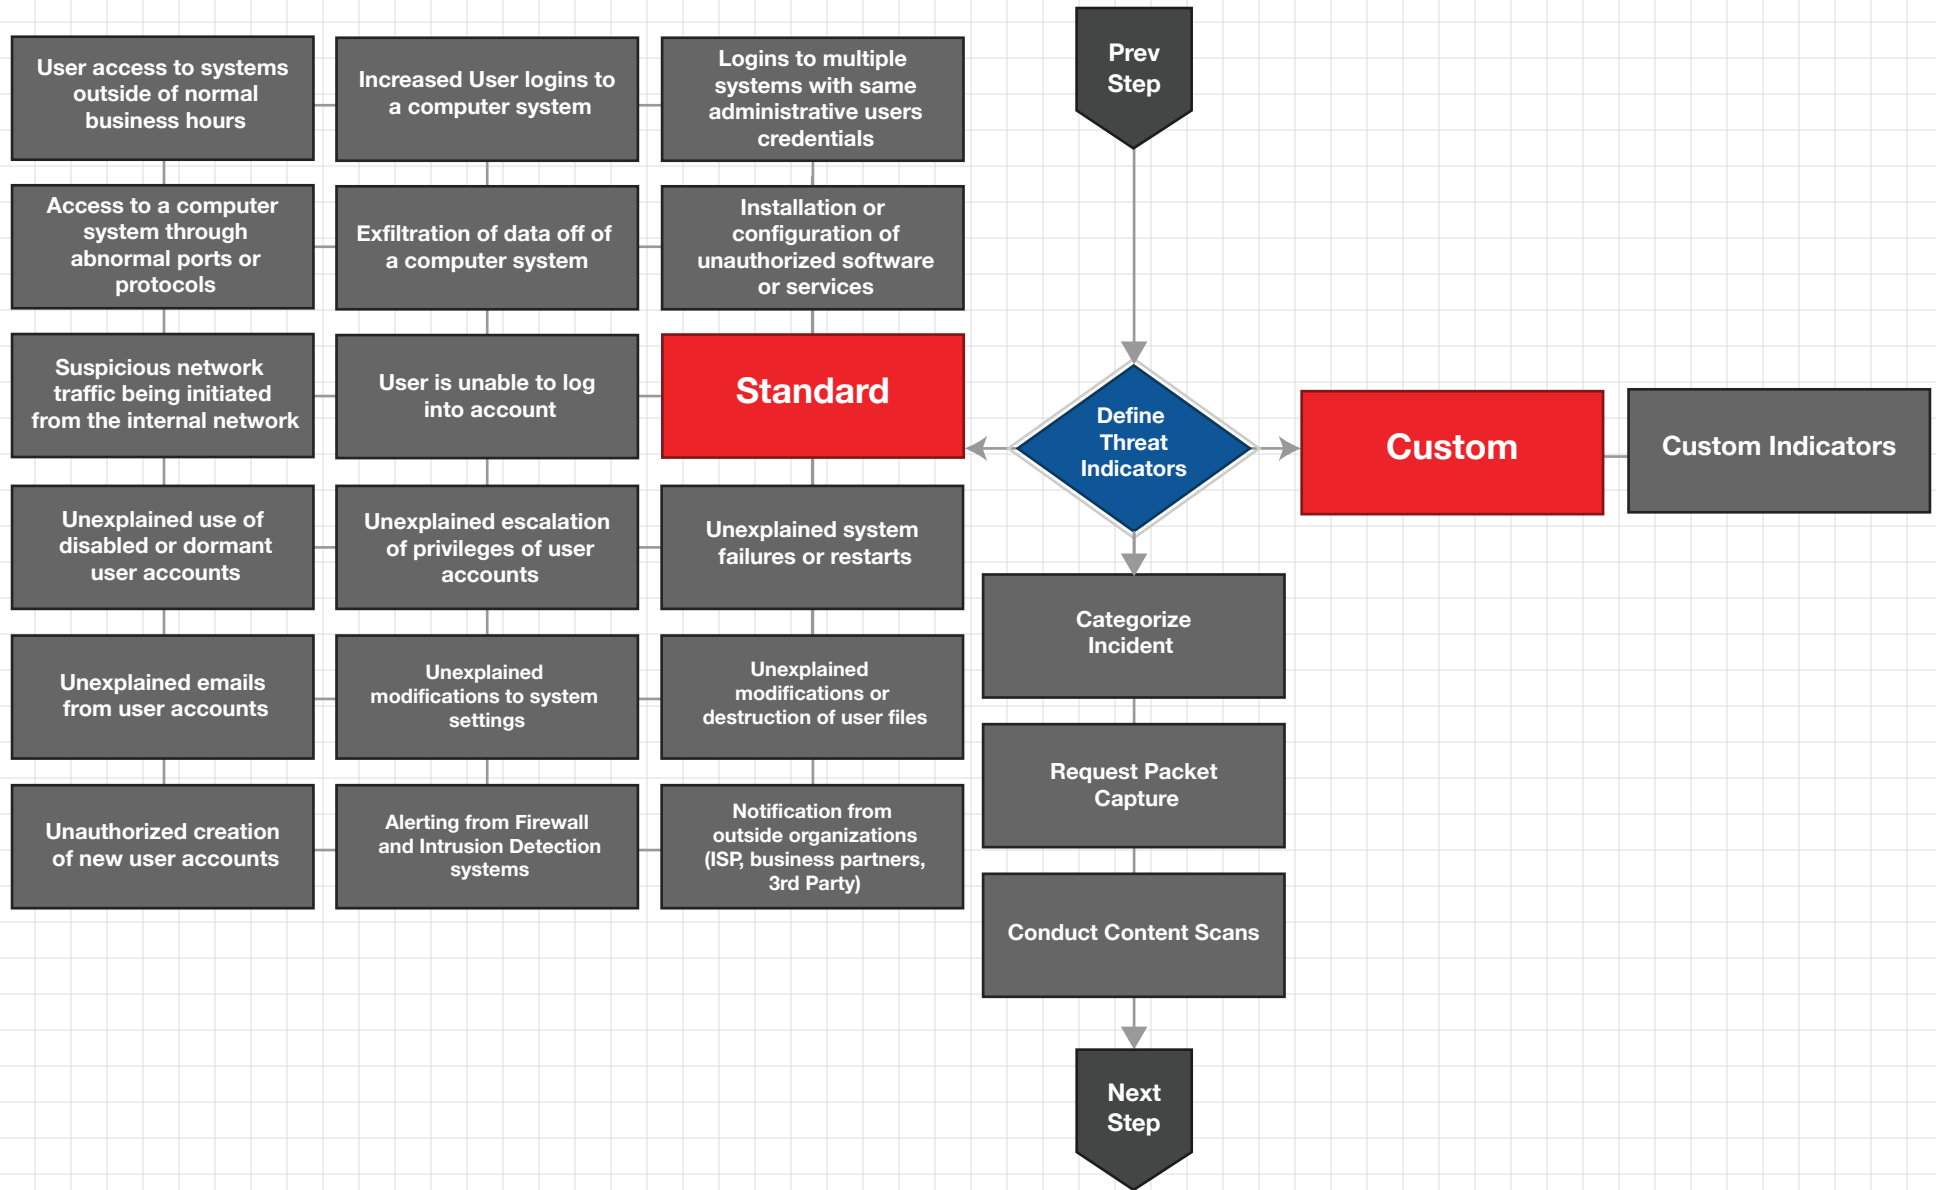 User access to systems
outside of normal
business hours
Increased User logins to
a computer system
Logins to multiple
systems with same
administrative users
credentials
Prev
Step
Access to a computer
system through
abnormal ports or
protocols
Exfiltration of data off of
a computer system
Installation or
configuration of
unauthorized software
or services
Suspicious network
traffic being initiated
from the internal network
User is unable to log
into account
Standard
Define
Threat
Indicators
Custom
Custom Indicators
Unexplained use of
disabled or dormant
user accounts
Unexplained escalation
of privileges of user
accounts
Unexplained system
failures or restarts
Categorize
Incident
Unexplained emails
from user accounts
Unexplained
modifications to system
settings
Unexplained
modifications or
destruction of user files
Request Packet
Capture
Unauthorized creation
of new user accounts
Alerting from Firewall
and Intrusion Detection
systems
Notification from
outside organizations
(ISP, business partners,
3rd Party)
Conduct Content Scans
Next
Step